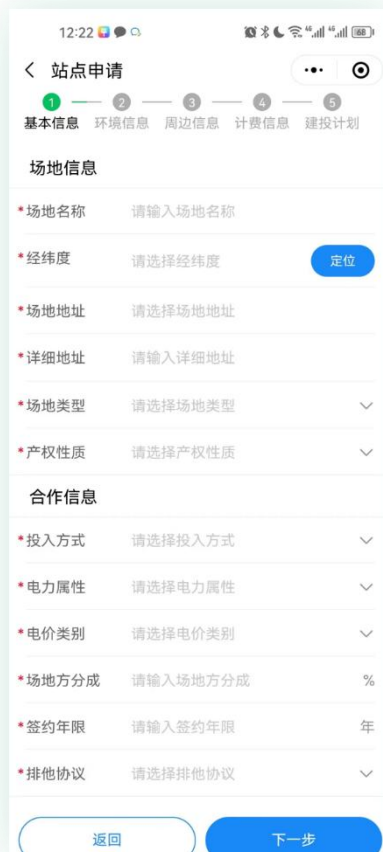 12:22
68
站点申请
1 2 3 4 5
基本信息 环境信息 周边信息 计费信息 建投计划
场地信息
*场地名称 请输入场地名称
*经纬度 请选择经纬度 定位
*场地地址 请选择场地地址
*详细地址 请输入详细地址
*场地类型 请选择场地类型
*产权性质 请选择产权性质
合作信息
*投入方式 请选择投入方式
*电力属性 请选择电力属性
*电价类别 请选择电价类别
*场地方分成 请输入场地方分成 %
*签约年限 请输入签约年限 年
*排他协议 请选择排他协议
返回 下一步